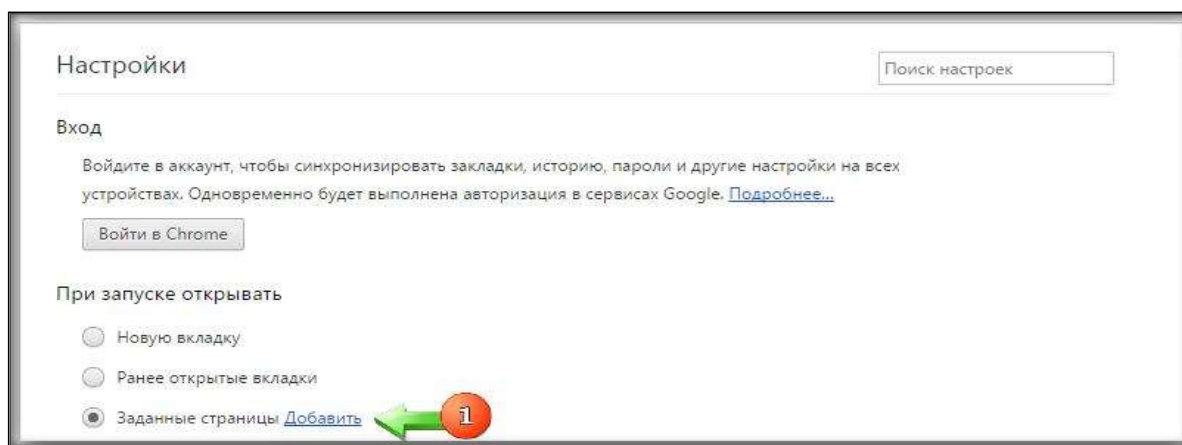 Настройки
Поиск настроек
Вход
Войдите в аккаунт, чтобы синхронизировать закладки, историю, пароли и другие настройки на всех
устройствах. Одновременно будет выполнена авторизация в сервисах Google. Подробнее...
Войти в Chrome
При запуске открывать
Новую вкладку
Ранее открытые вкладки
Заданные страницы Добавить
1